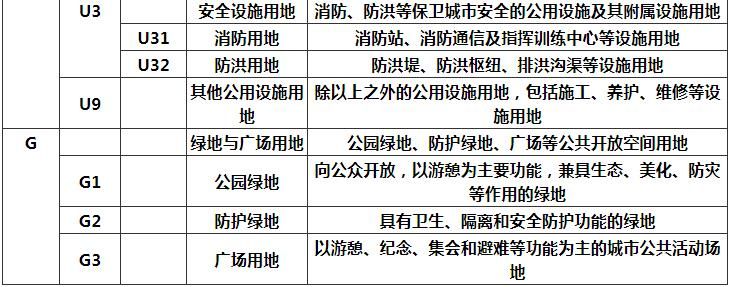 U3 安全设施用地 消防、防洪等保卫城市安全的公用设施及其附属设施用地
U31 消防用地 消防站、消防通信及指挥训练中心等设施用地
U32 防洪用地 防洪堤、防洪枢纽、排洪沟渠等设施用地
U9 其他公用设施用地 除以上之外的公用设施用地，包括施工、养护、维修等设施用地
G 绿地与广场用地 公园绿地、防护绿地、广场等公共开放空间用地
G1 公园绿地 向公众开放，以游憩为主要功能，兼具生态、美化、防灾等作用的绿地
G2 防护绿地 具有卫生、隔离和安全防护功能的绿地
G3 广场用地 以游憩、纪念、集会和避难等功能为主的城市公共活动场地